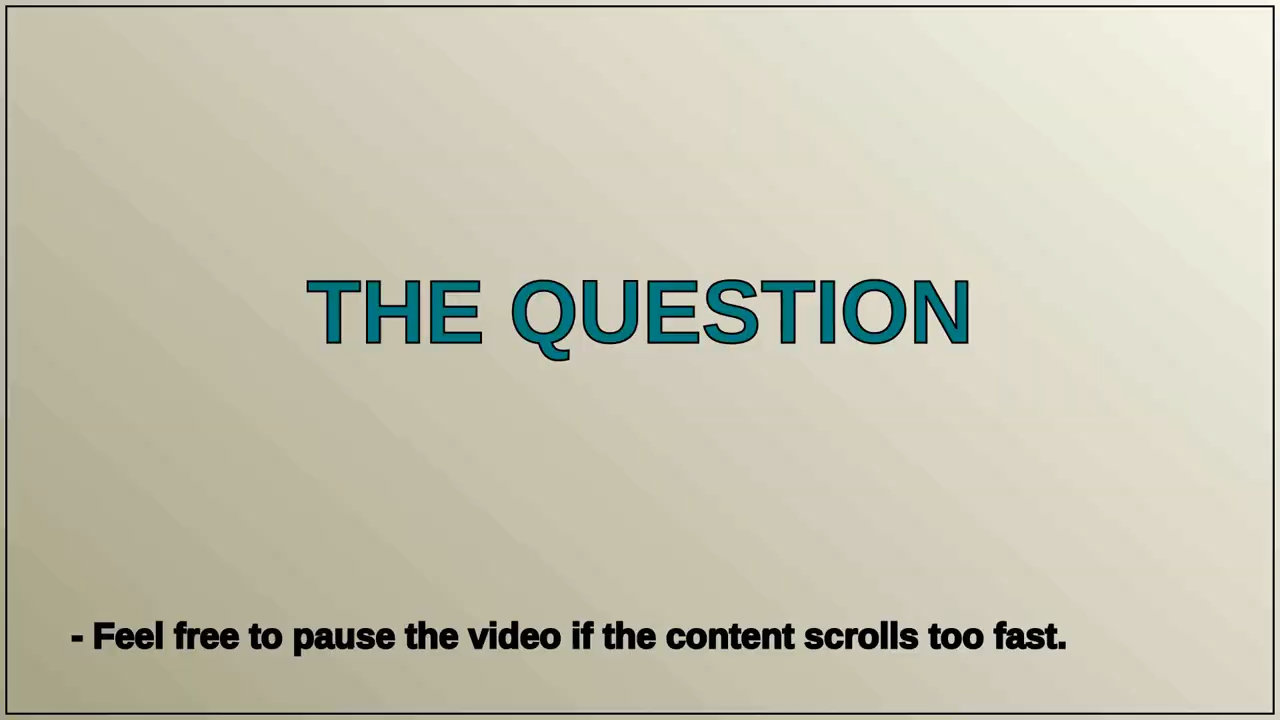 THE QUESTION
- Feel free to pause the video if the content scrolls too fast.